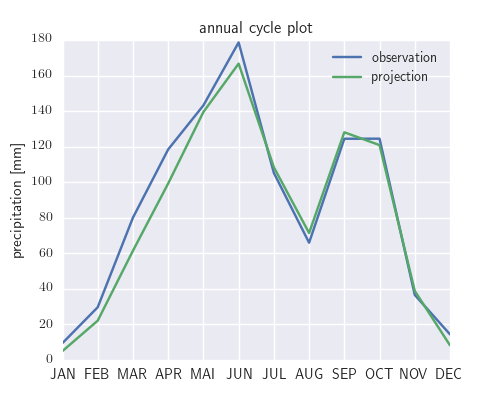 annual cycle plot
observation
projection
precipitation [mm]
180
160
140
120
100
80
60
40
20
0
JAN FEB MAR APR MAI JUN JUL AUG SEP OCT NOV DEC